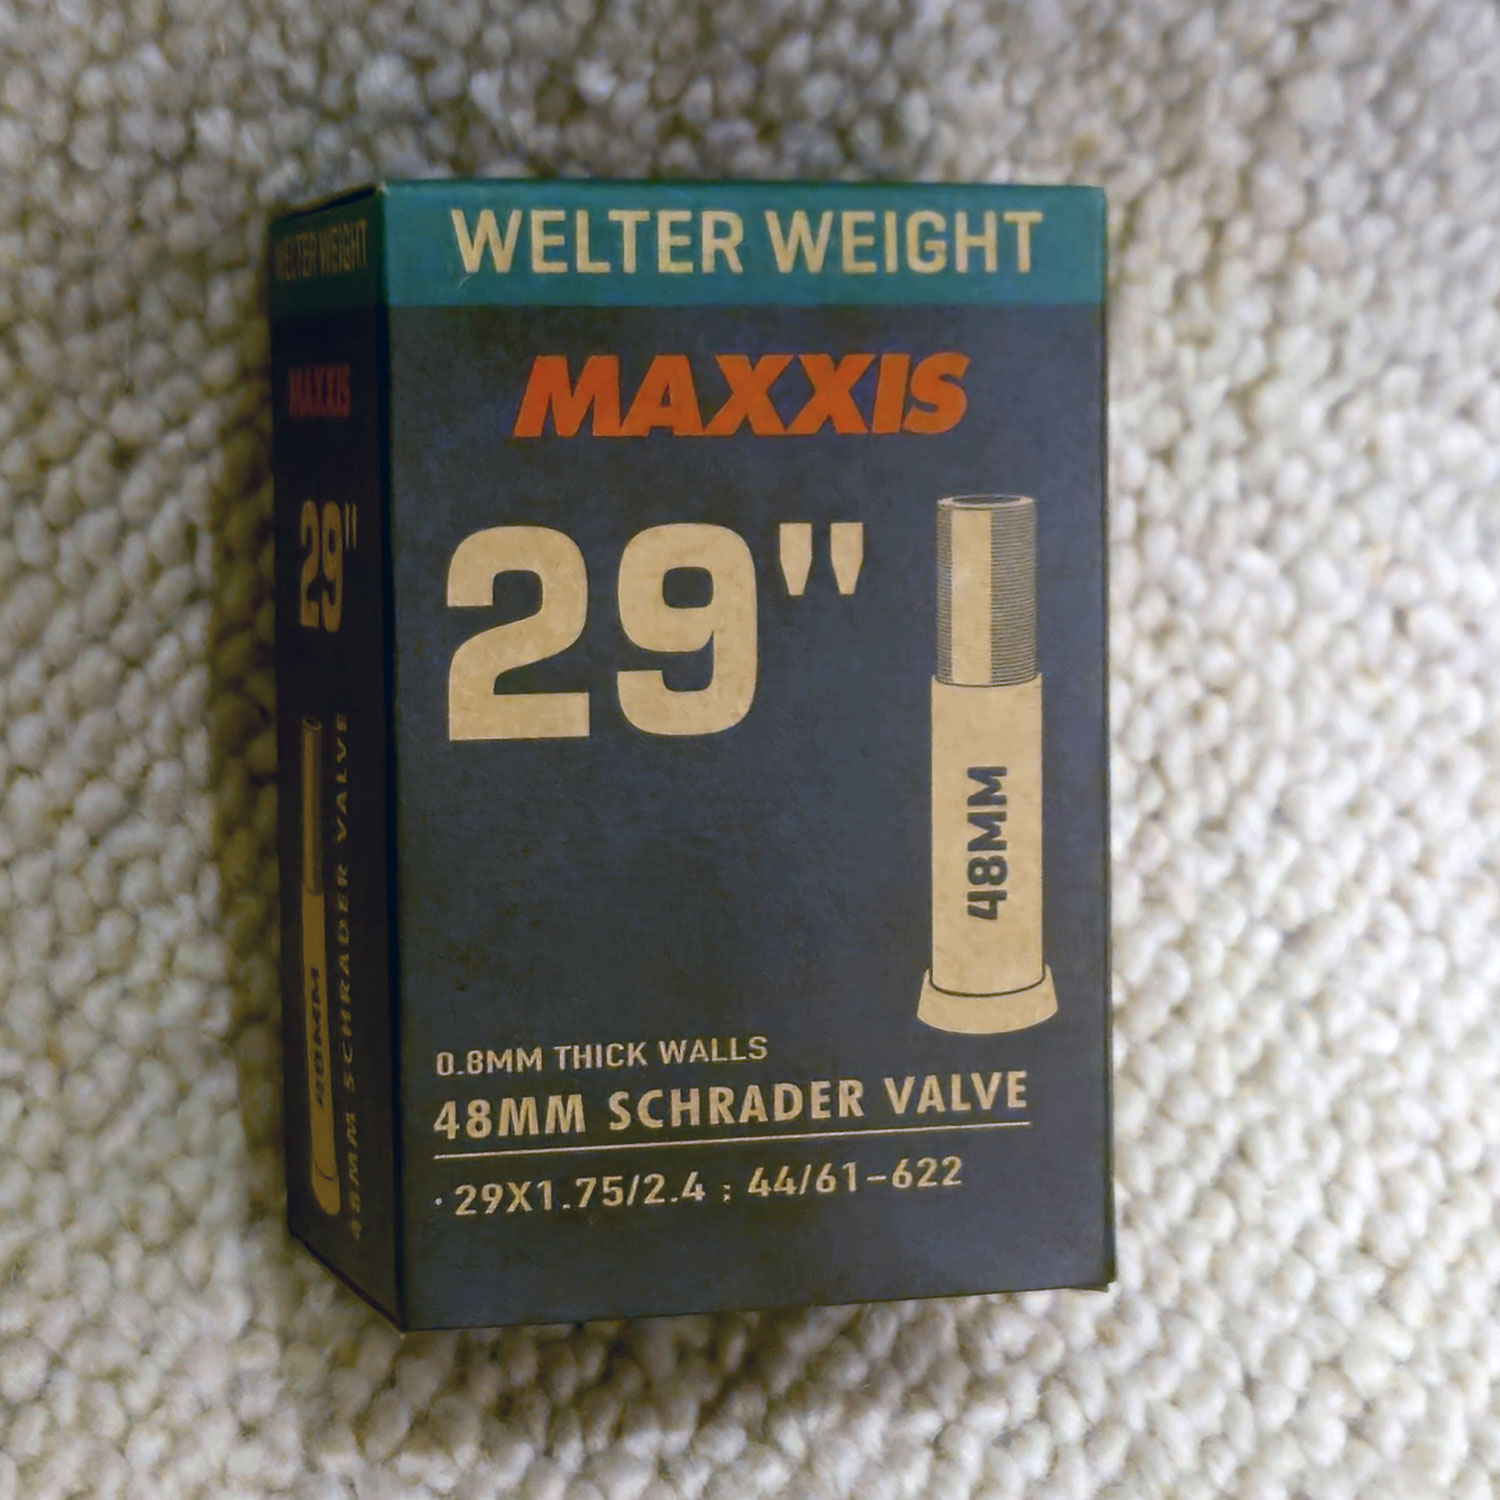 WELTER WEIGHT
MAXXIS
29"
48MM
0.8MM THICK WALLS
48MM SCHRADER VALVE
· 29X1.75/2.4 ; 44/61-622
WELTER WEIGHT
MAXXIS
29"
48MM
48MM SCHRADER VALVE